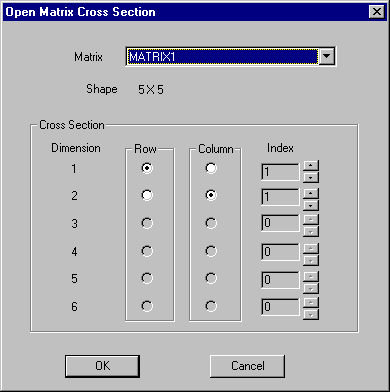 Open Matrix Cross Section
Matrix MATRIX1
Shape 5 X 5
Cross Section
Dimension Row Column Index
1 1
2 1
3 0
4 0
5 0
6 0
OK Cancel